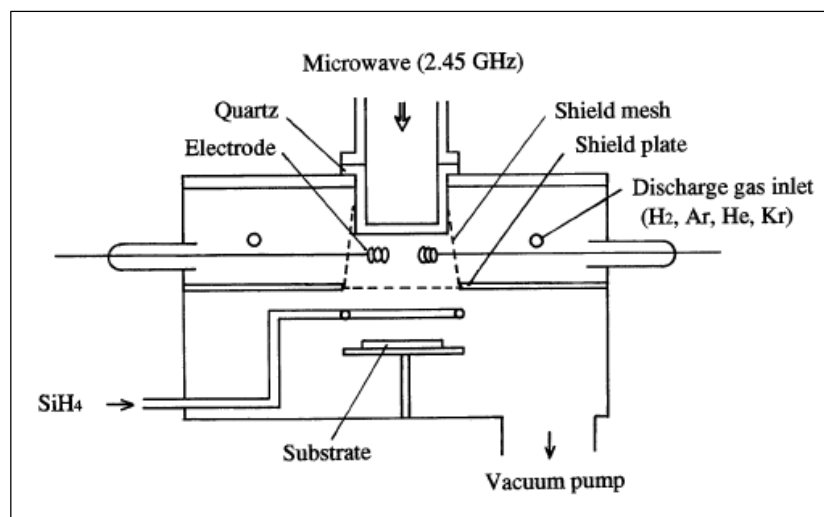 Microwave (2.45 GHz)
Quartz
Shield mesh
Electrode
Shield plate
Discharge gas inlet
(H2, Ar, He, Kr)
SiH4
Substrate
Vacuum pump